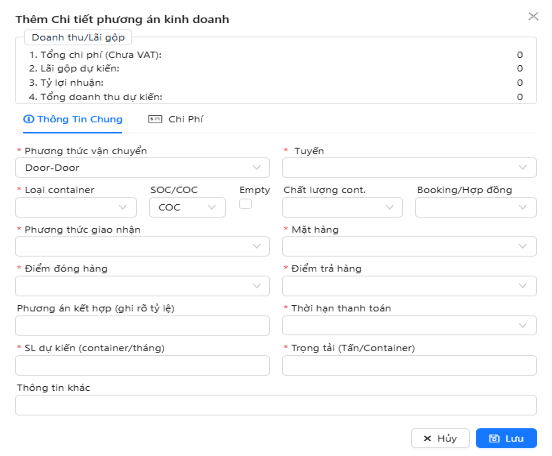 Thêm Chi tiết phương án kinh doanh
Doanh thu/Lãi gộp
1. Tổng chi phí (Chưa VAT): 0
2. Lãi gộp dự kiến: 0
3. Tỷ lợi nhuận: 0
4. Tổng doanh thu dự kiến: 0
Thông Tin Chung Chi Phí
* Phương thức vận chuyển * Tuyến
Door-Door
* Loại container SOC/COC Empty Chất lượng cont. Booking/Hợp đồng
COC
* Phương thức giao nhận * Mặt hàng
* Điểm đóng hàng * Điểm trả hàng
Phương án kết hợp (ghi rõ tỷ lệ) * Thời hạn thanh toán
* SL dự kiến (container/tháng) * Trọng tải (Tấn/Container)
Thông tin khác
Hủy Lưu